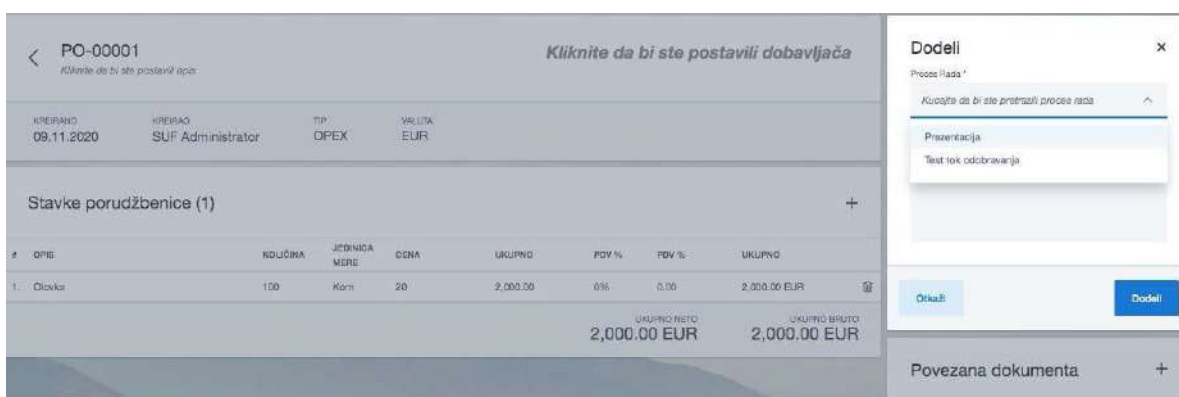 PO-00001
Kliknite da bi ste postavili opis
Kliknite da bi ste postavili dobavljača
KREIRANO
09.11.2020
KREIRAO
SUF Administrator
TIP
OPEX
VALUTA
EUR
Stavke porudžbenice (1)
# OPIS KOLIČINA JEDINICA MERE CENA UKUPNO PDV % PDV % UKUPNO
1. Olovka 100 Kom 20 2,000.00 0% 0.00 2,000.00 EUR
UKUPNO NETO
2,000.00 EUR
UKUPNO BRUTO
2,000.00 EUR
Dodeli
Proces Rada *
Kucajte da bi ste pretražili proces rada
Prezentacija
Test tok odobravanja
Otkaži
Dodeli
Povezana dokumenta